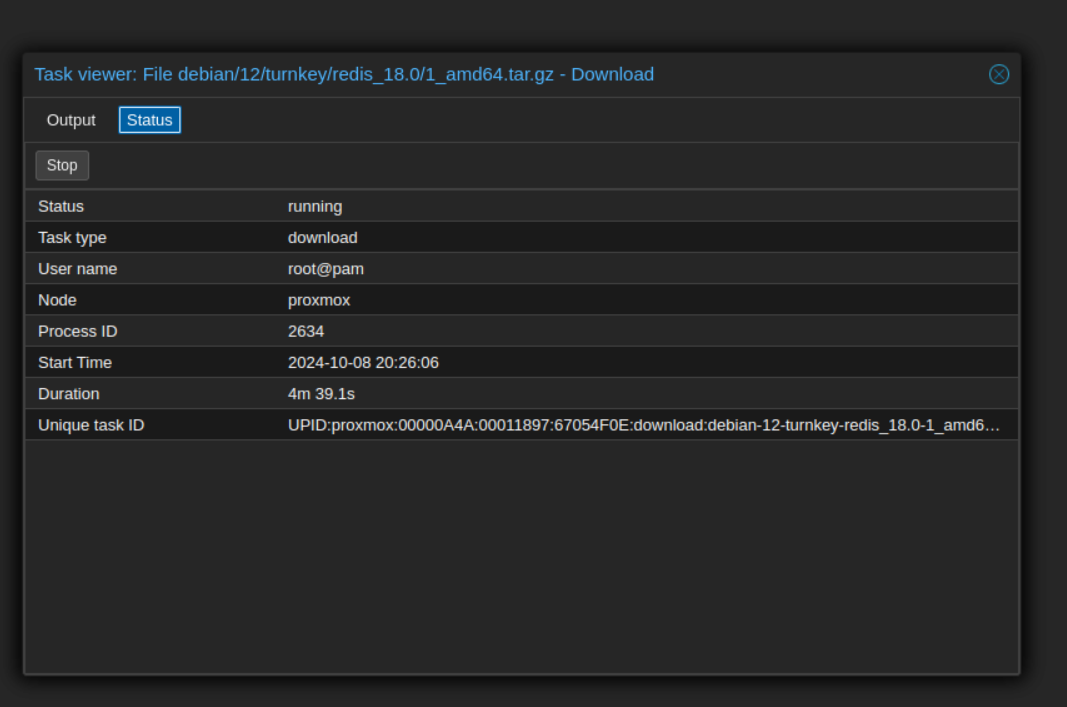 Task viewer: File debian/12/turnkey/redis_18.0/1_amd64.tar.gz - Download
Output Status
Stop
Status running
Task type download
User name root@pam
Node proxmox
Process ID 2634
Start Time 2024-10-08 20:26:06
Duration 4m 39.1s
Unique task ID UPID:proxmox:00000A4A:00011897:67054F0E:download:debian-12-turnkey-redis_18.0-1_amd6...